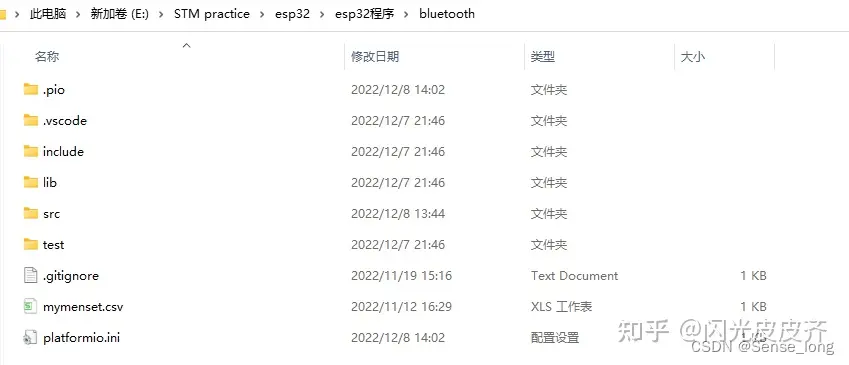 此电脑 > 新加卷 (E:) > STM practice > esp32 > esp32程序 > bluetooth
名称 修改日期 类型 大小
.pio 2022/12/8 14:02 文件夹
.vscode 2022/12/7 21:46 文件夹
include 2022/12/7 21:46 文件夹
lib 2022/12/7 21:46 文件夹
src 2022/12/8 13:44 文件夹
test 2022/12/7 21:46 文件夹
.gitignore 2022/11/19 15:16 Text Document 1 KB
mymenset.csv 2022/11/12 16:29 XLS 工作表 1 KB
platformio.ini 2022/12/8 14:02 配置设置 1 KB
知乎 @闪光皮皮齐
CSDN @Sense_long